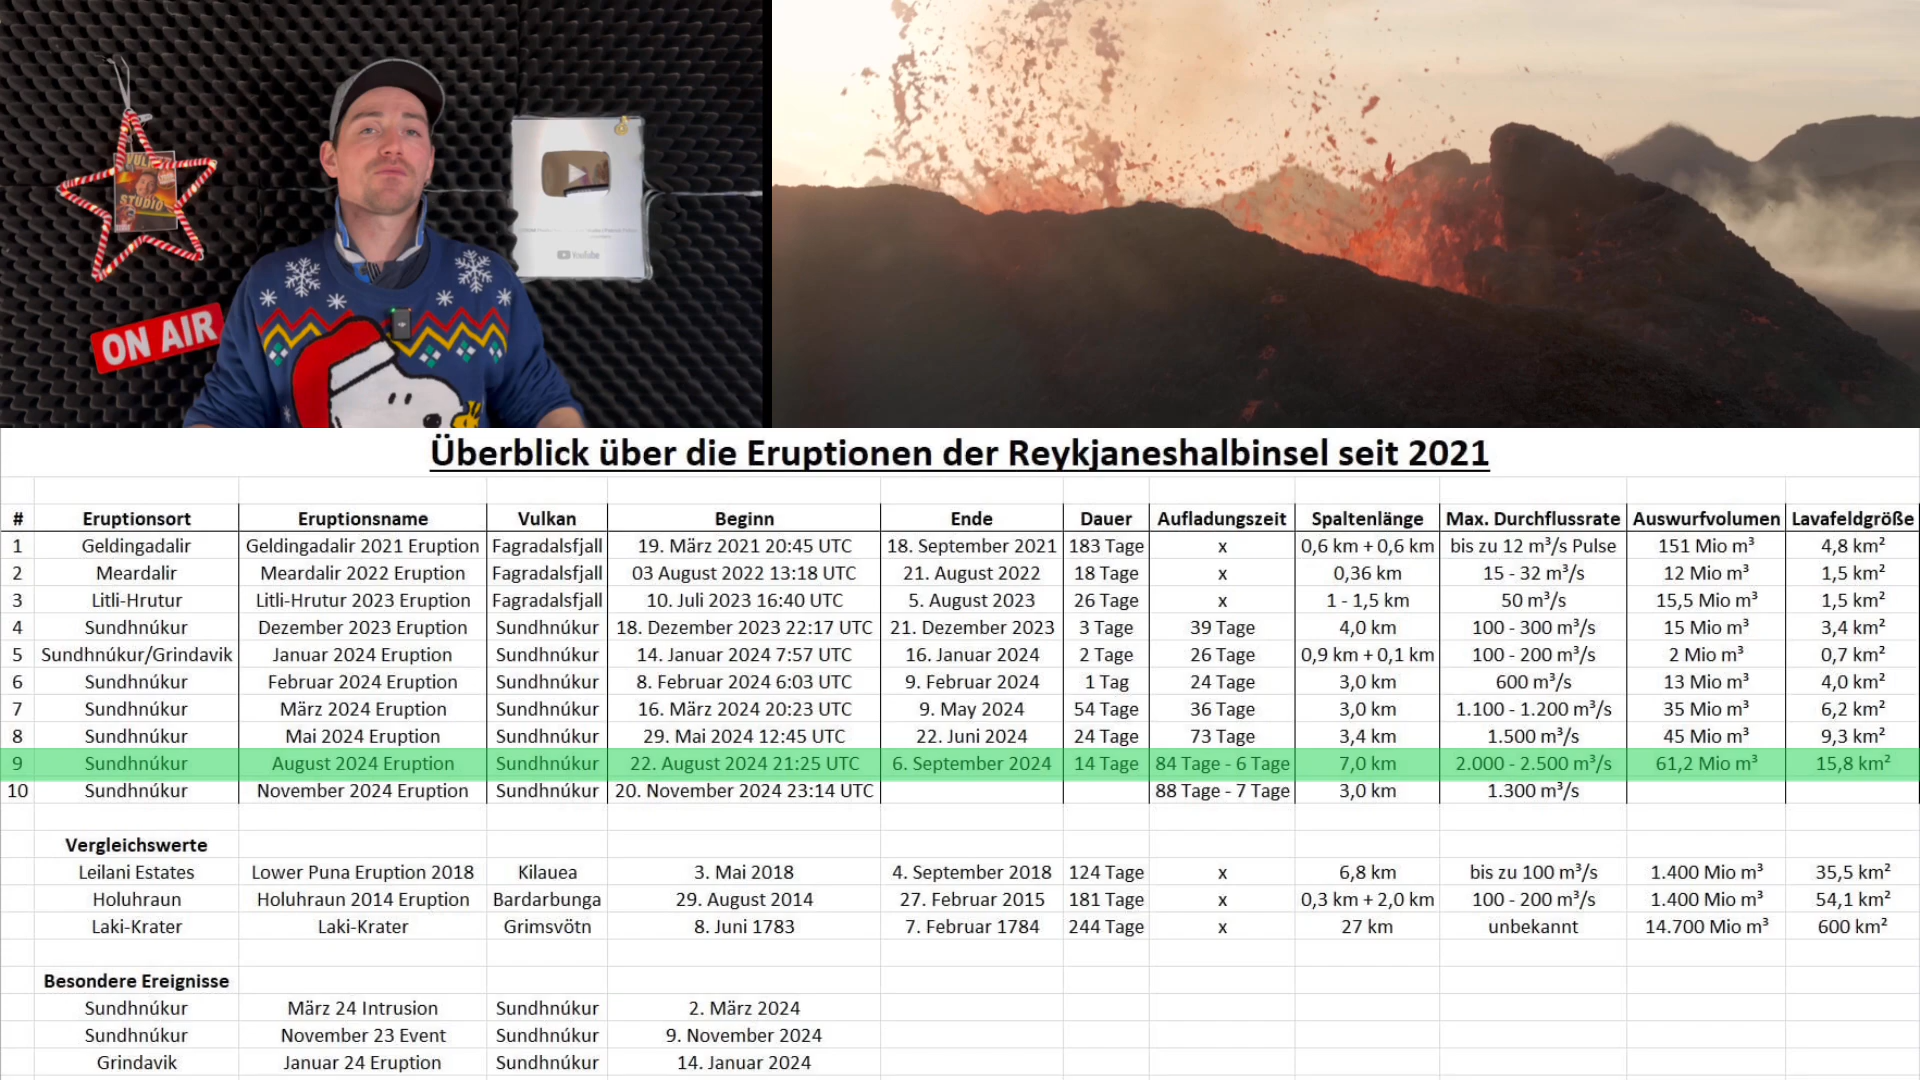 VUL
STUDIO
ON AIR
YouTube
Überblick über die Eruptionen der Reykjaneshalbinsel seit 2021
# Eruptionsort Eruptionsname Vulkan Beginn Ende Dauer Aufladungszeit Spaltenlänge Max. Durchflussrate Auswurfvolumen Lavafeldgröße
1 Geldingadalir Geldingadalir 2021 Eruption Fagradalsfjall 19. März 2021 20:45 UTC 18. September 2021 183 Tage x 0,6 km + 0,6 km bis zu 12 m³/s Pulse 151 Mio m³ 4,8 km²
2 Meardalir Meardalir 2022 Eruption Fagradalsfjall 03 August 2022 13:18 UTC 21. August 2022 18 Tage x 0,36 km 15 - 32 m³/s 12 Mio m³ 1,5 km²
3 Litli-Hrutur Litli-Hrutur 2023 Eruption Fagradalsfjall 10. Juli 2023 16:40 UTC 5. August 2023 26 Tage x 1 - 1,5 km 50 m³/s 15,5 Mio m³ 1,5 km²
4 Sundhnúkur Dezember 2023 Eruption Sundhnúkur 18. Dezember 2023 22:17 UTC 21. Dezember 2023 3 Tage 39 Tage 4,0 km 100 - 300 m³/s 15 Mio m³ 3,4 km²
5 Sundhnúkur/Grindavik Januar 2024 Eruption Sundhnúkur 14. Januar 2024 7:57 UTC 16. Januar 2024 2 Tage 26 Tage 0,9 km + 0,1 km 100 - 200 m³/s 2 Mio m³ 0,7 km²
6 Sundhnúkur Februar 2024 Eruption Sundhnúkur 8. Februar 2024 6:03 UTC 9. Februar 2024 1 Tag 24 Tage 3,0 km 600 m³/s 13 Mio m³ 4,0 km²
7 Sundhnúkur März 2024 Eruption Sundhnúkur 16. März 2024 20:23 UTC 9. May 2024 54 Tage 36 Tage 3,0 km 1.100 - 1.200 m³/s 35 Mio m³ 6,2 km²
8 Sundhnúkur Mai 2024 Eruption Sundhnúkur 29. Mai 2024 12:45 UTC 22. Juni 2024 24 Tage 73 Tage 3,4 km 1.500 m³/s 45 Mio m³ 9,3 km²
9 Sundhnúkur August 2024 Eruption Sundhnúkur 22. August 2024 21:25 UTC 6. September 2024 14 Tage 84 Tage - 6 Tage 7,0 km 2.000 - 2.500 m³/s 61,2 Mio m³ 15,8 km²
10 Sundhnúkur November 2024 Eruption Sundhnúkur 20. November 2024 23:14 UTC 88 Tage - 7 Tage 3,0 km 1.300 m³/s
Vergleichswerte
Leilani Estates Lower Puna Eruption 2018 Kilauea 3. Mai 2018 4. September 2018 124 Tage x 6,8 km bis zu 100 m³/s 1.400 Mio m³ 35,5 km²
Holuhraun Holuhraun 2014 Eruption Bardarbunga 29. August 2014 27. Februar 2015 181 Tage x 0,3 km + 2,0 km 100 - 200 m³/s 1.400 Mio m³ 54,1 km²
Laki-Krater Laki-Krater Grimsvötn 8. Juni 1783 7. Februar 1784 244 Tage x 27 km unbekannt 14.700 Mio m³ 600 km²
Besondere Ereignisse
Sundhnúkur März 24 Intrusion Sundhnúkur 2. März 2024
Sundhnúkur November 23 Event Sundhnúkur 9. November 2024
Grindavik Januar 24 Eruption Sundhnúkur 14. Januar 2024